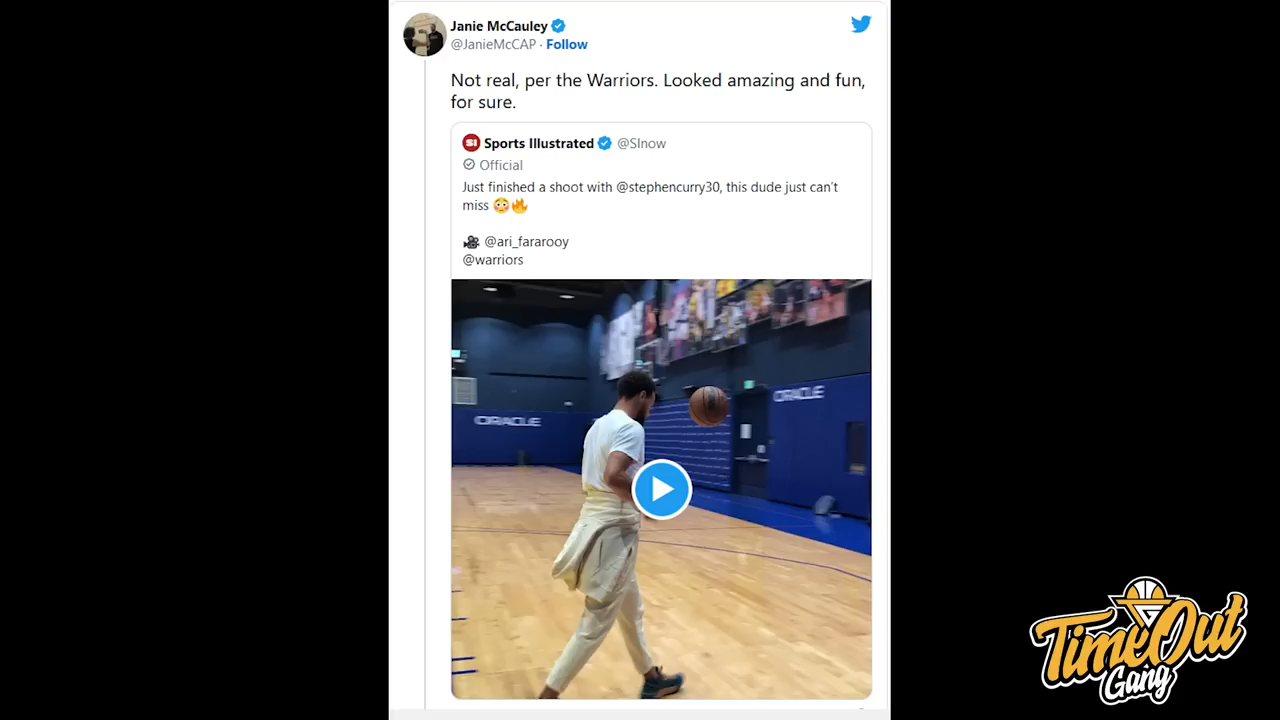 Janie McCauley
@JanieMcCAP · Follow
Not real, per the Warriors. Looked amazing and fun,
for sure.
Sports Illustrated @SInow
Official
Just finished a shoot with @stephencurry30, this dude just can't
miss 😳🔥
🎥 @ari_fararooy
@warriors
ORACLE
ORACLE
TimeOut
Gang